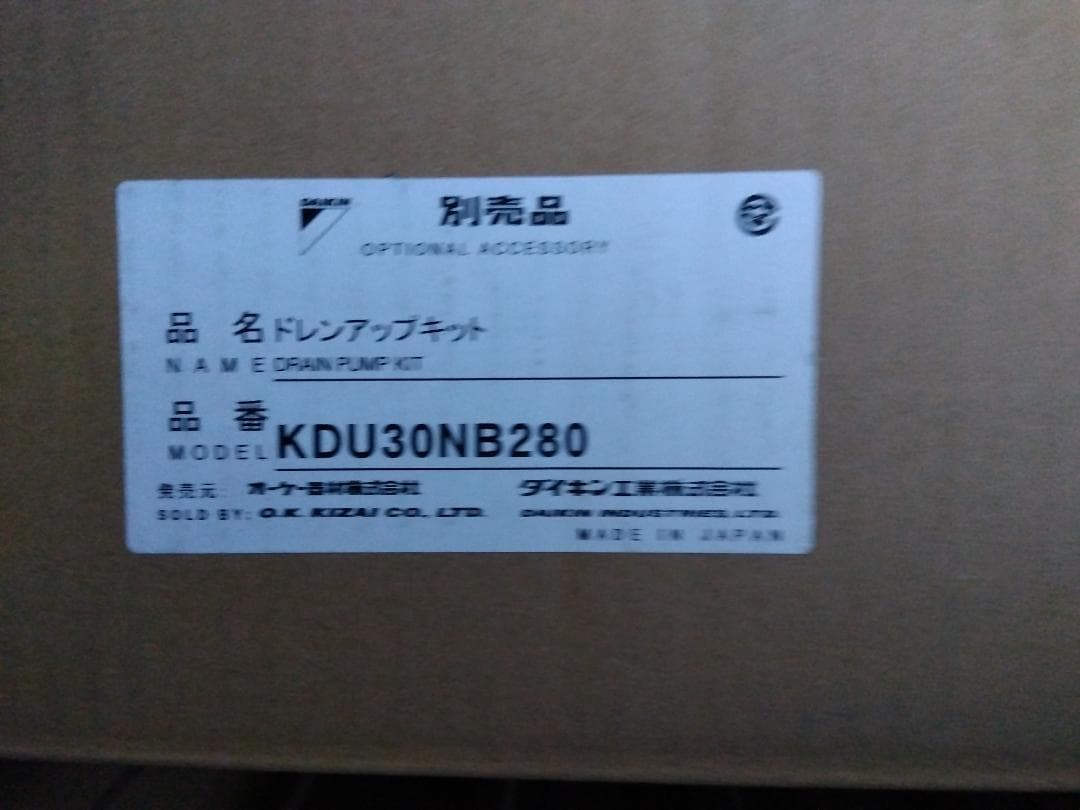 DAIKIN
別売品
OPTIONAL ACCESSORY
品 名 ドレンアップキット
NAME DRAIN PUMP KIT
品 番
MODEL KDU30NB280
発売元: オーケー器材株式会社 ダイキン工業株式会社
SOLD BY: O.K. KIZAI CO., LTD. DAIKIN INDUSTRIES, LTD.
MADE IN JAPAN